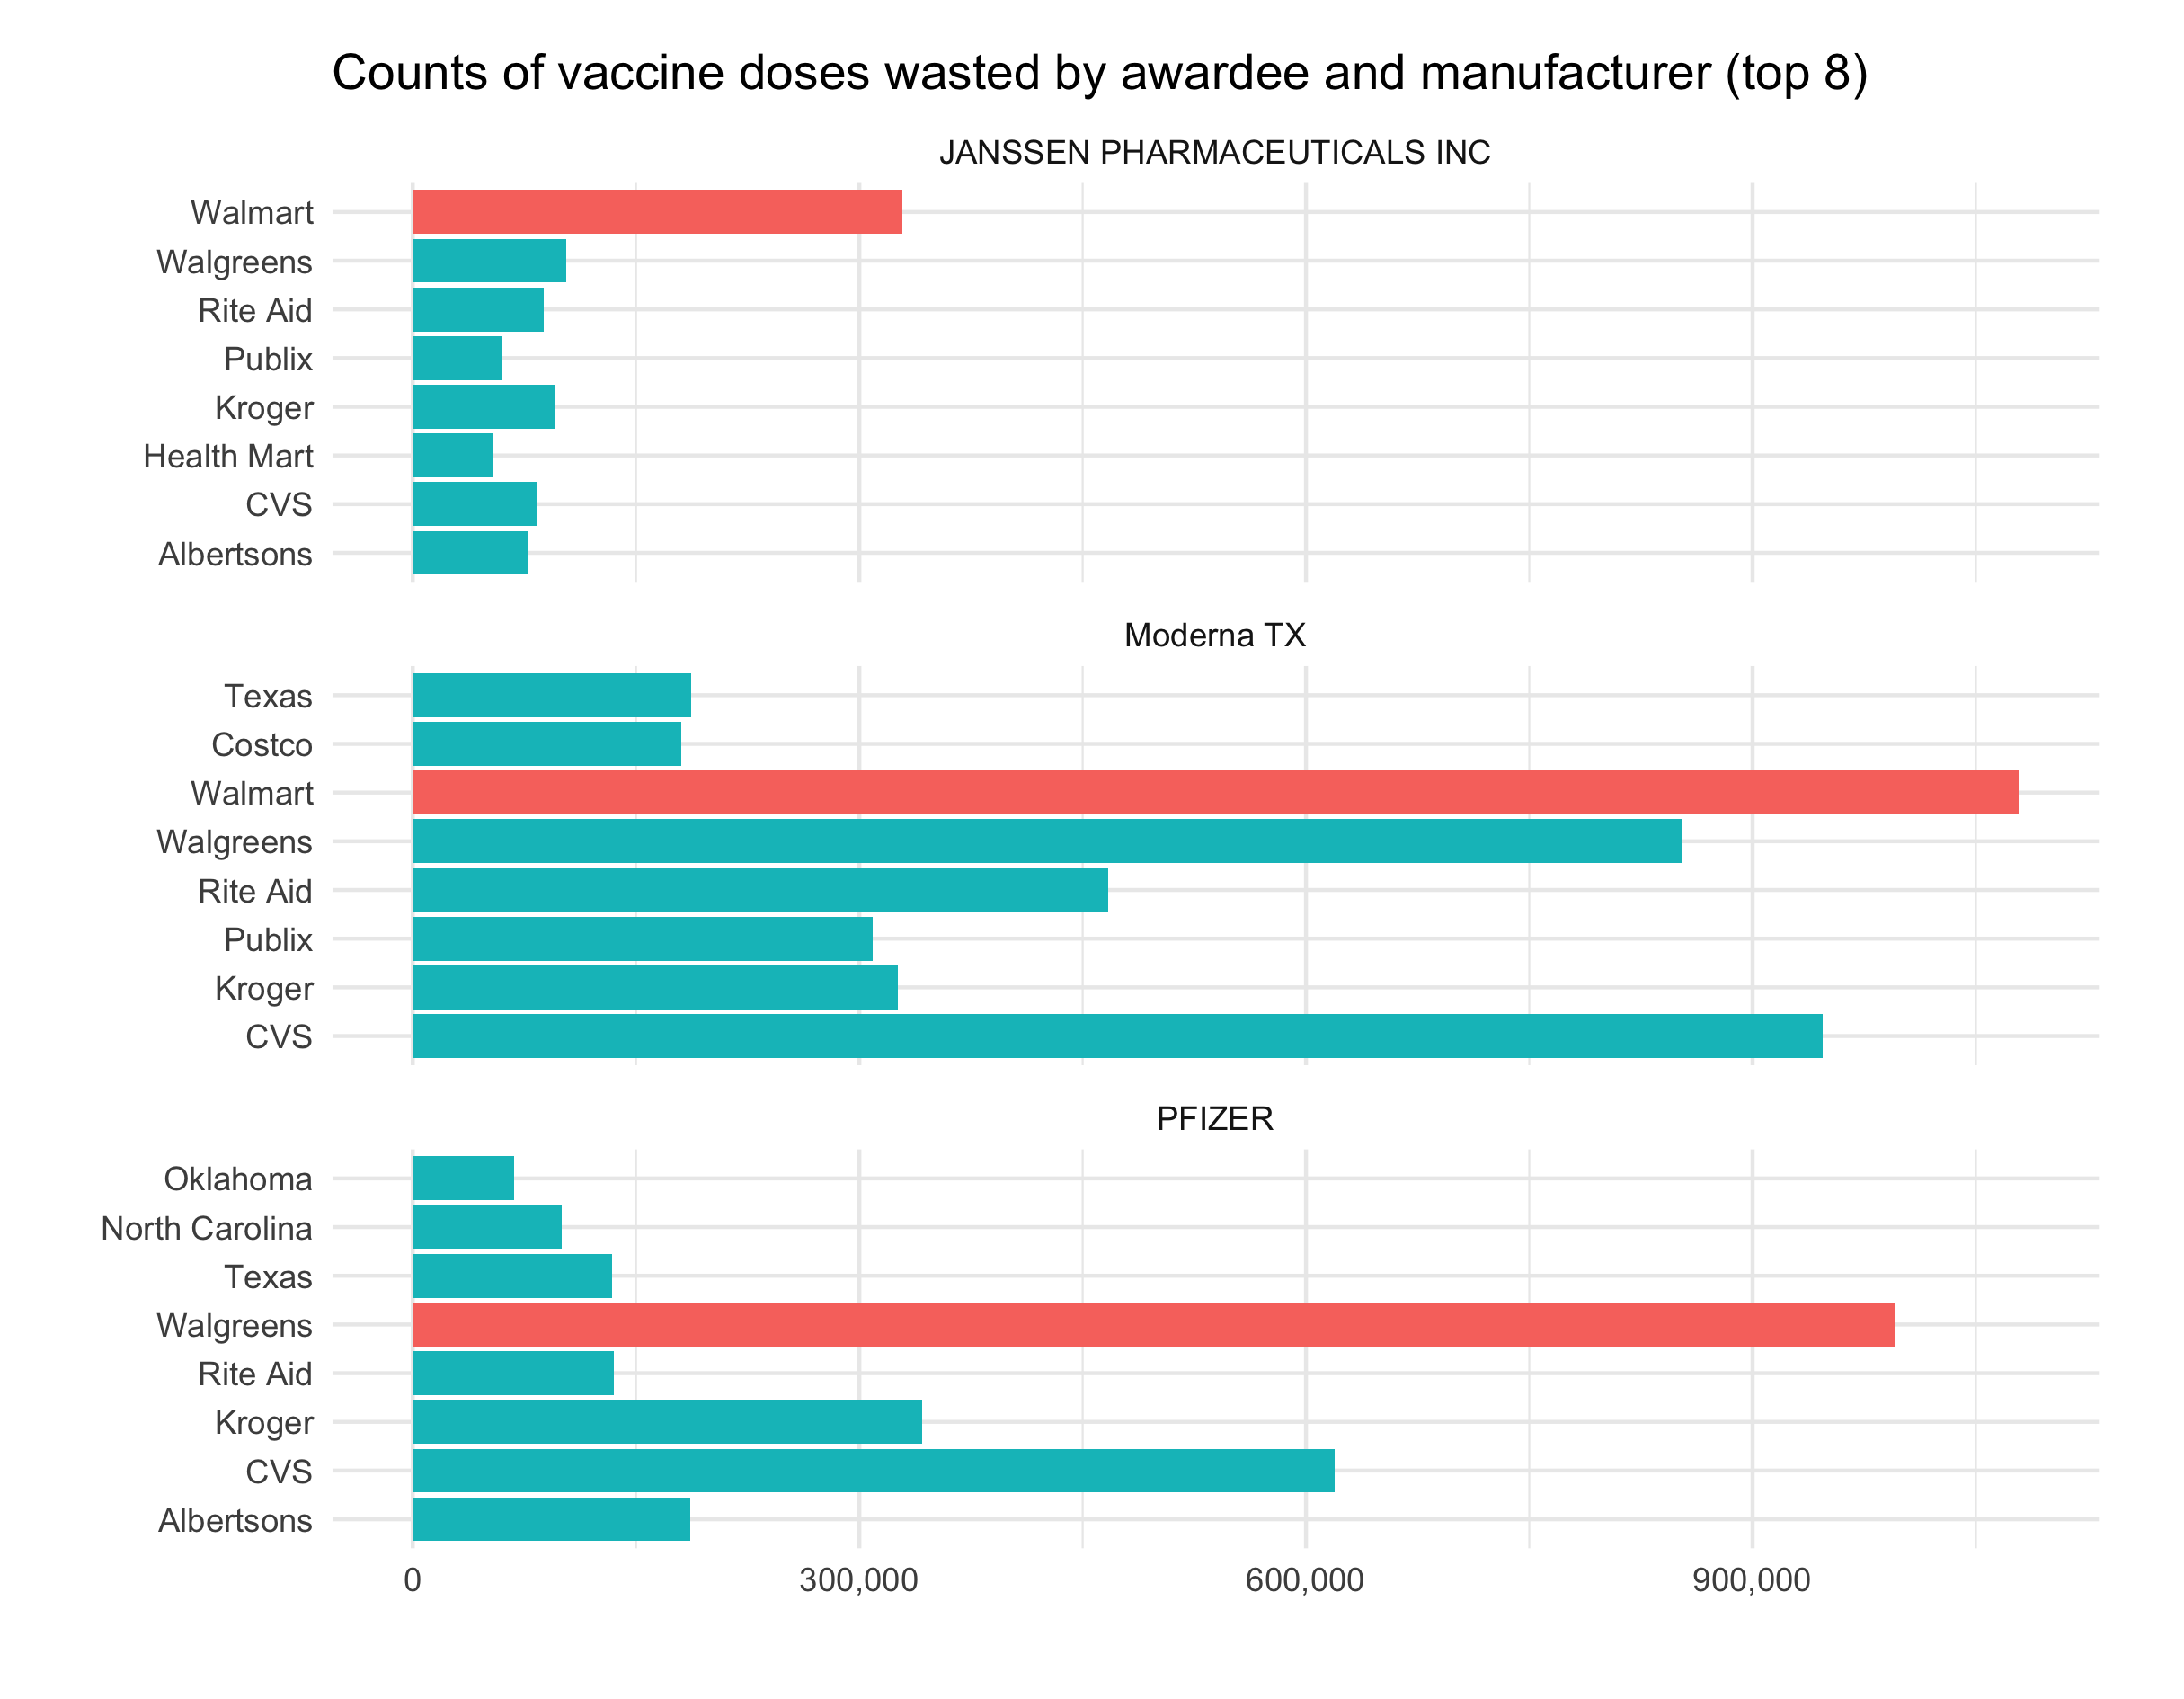 Counts of vaccine doses wasted by awardee and manufacturer (top 8)
JANSSEN PHARMACEUTICALS INC
Walmart
Walgreens
Rite Aid
Publix
Kroger
Health Mart
CVS
Albertsons
Moderna TX
Texas
Costco
Walmart
Walgreens
Rite Aid
Publix
Kroger
CVS
PFIZER
Oklahoma
North Carolina
Texas
Walgreens
Rite Aid
Kroger
CVS
Albertsons
0 300,000 600,000 900,000